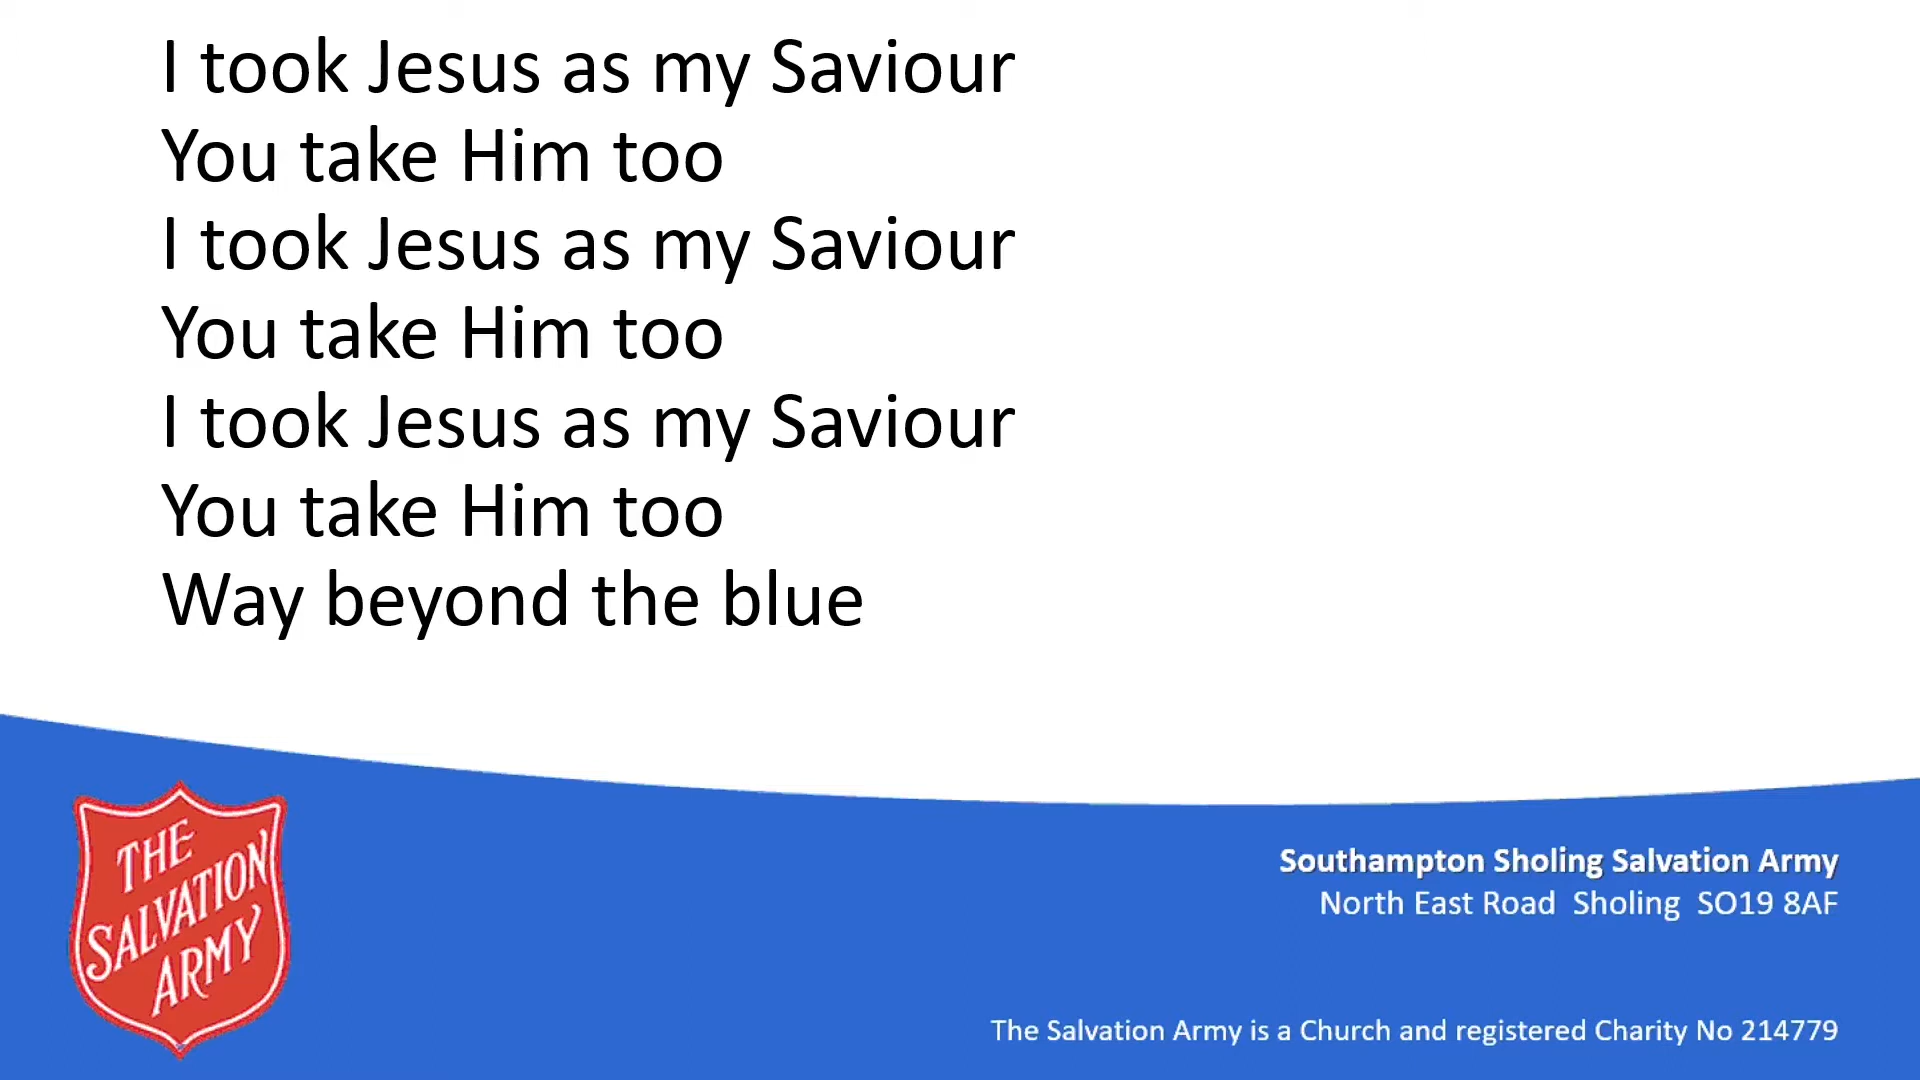 I took Jesus as my Saviour
You take Him too
I took Jesus as my Saviour
You take Him too
I took Jesus as my Saviour
You take Him too
Way beyond the blue
THE
SALVATION
ARMY
Southampton Sholing Salvation Army
North East Road Sholing SO19 8AF
The Salvation Army is a Church and registered Charity No 214779